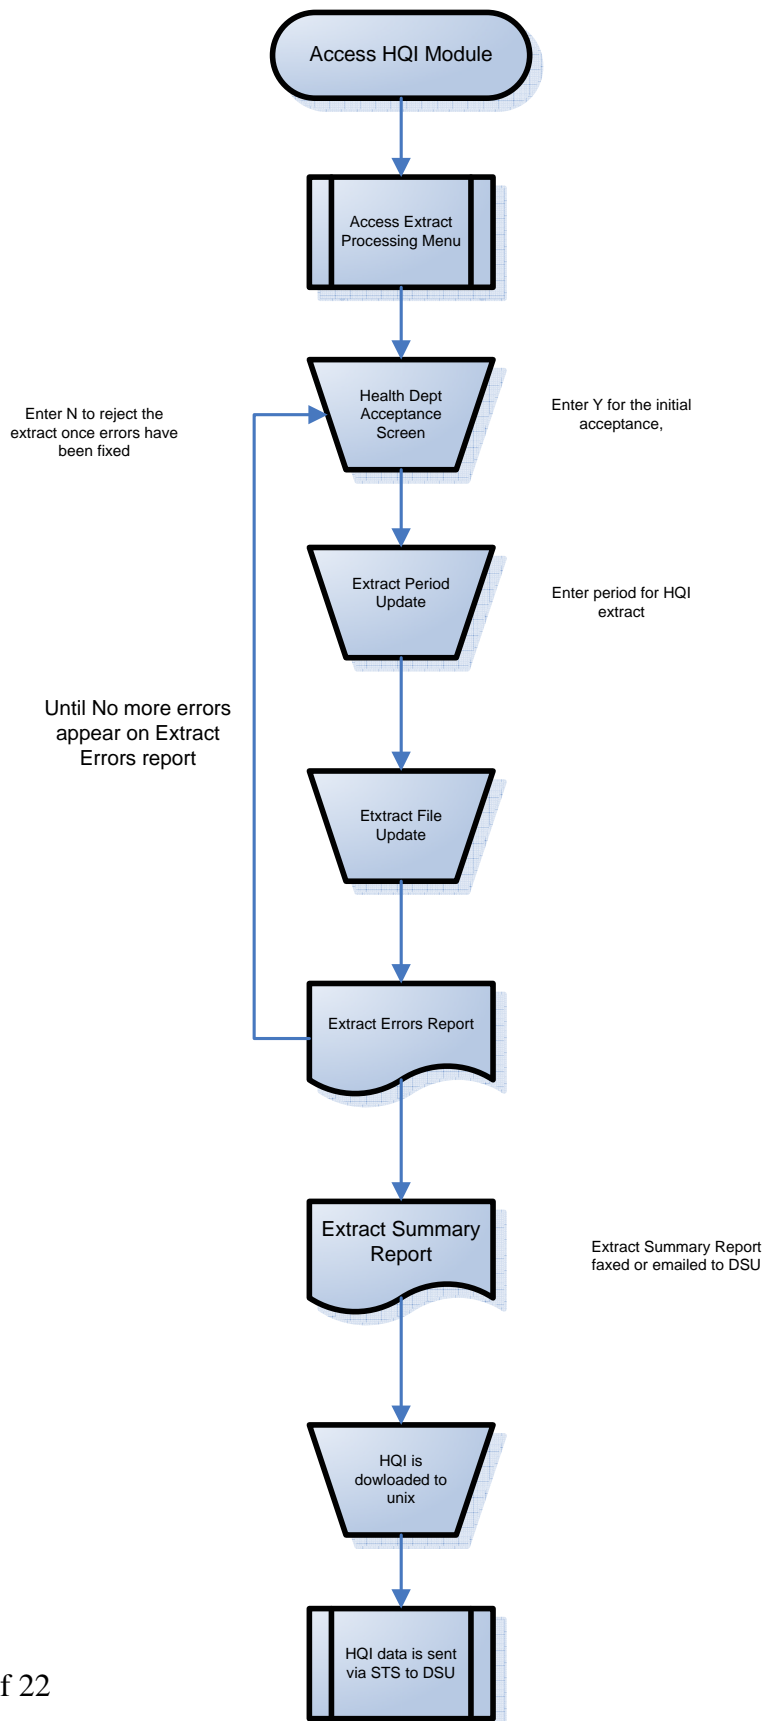 Access HQI Module
Access Extract
Processing Menu
Health Dept
Acceptance
Screen
Enter N to reject the
extract once errors have
been fixed
Enter Y for the initial
acceptance,
Extract Period
Update
Enter period for HQI
extract
Until No more errors
appear on Extract
Errors report
Etxtract File
Update
Extract Errors Report
Extract Summary
Report
Extract Summary Report
faxed or emailed to DSU
HQI is
dowloaded to
unix
HQI data is sent
via STS to DSU
f 22